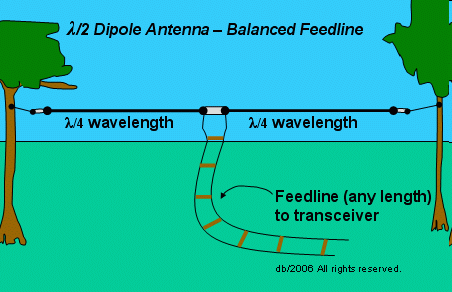 λ/2 Dipole Antenna – Balanced Feedline
λ/4 wavelength
λ/4 wavelength
Feedline (any length)
to transceiver
db/2006 All rights reserved.